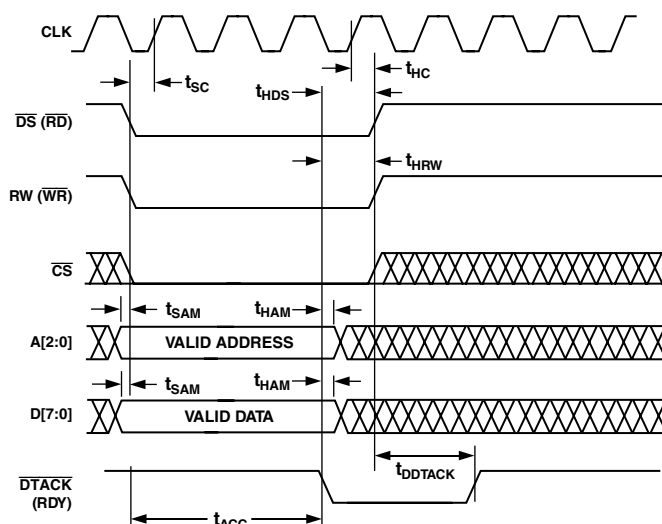 CLK
tSC
tHC
tHDS
DS (RD)
tHRW
RW (WR)
CS
tSAM
tHAM
A[2:0]
VALID ADDRESS
tSAM
tHAM
D[7:0]
VALID DATA
tDDTACK
DTACK
(RDY)
tACC